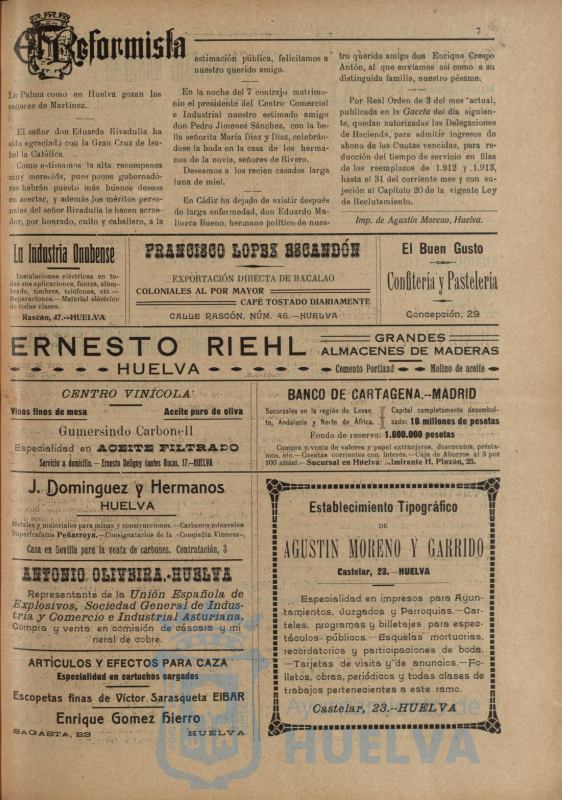 El Reformista
7
La Palma como en Huelva gozan los
señores de Martinez.
El señor don Eduardo Rivadulla ha
sido agraciado con la Gran Cruz de Isa-
bel la Católica.
Como estimamos la alta recompensa
muy merecida, pues pocos gobernado-
res habrán puesto más buenos deseos
en acertar, y además los méritos perso-
nales del señor Rivadulla le hacen acree-
dor, por honrado, culto y caballero, a la
estimación pública, felicitamos a
nuestro querido amigo.
En la noche del 7 contrajo matrimo-
nio el presidente del Centro Comercial
e Industrial nuestro estimado amigo
don Pedro Jimenez Sánchez, con la be-
lla señorita María Diaz y Diaz, celebrán-
dose la boda en la casa de los herma-
nos de la novia, señores de Rivero.
Deseamos a los recien casados larga
luna de miel.
En Cádiz ha dejado de existir después
de larga enfermedad, don Eduardo Ma-
llorca Bueno, hermano político de nues-
tro querido amigo don Enrique Crespo
Antón, al que enviamos así como a su
distinguida familia, nuestro pésame.
Por Real Orden de 3 del mes actual,
publicada en la Gaceta del dia siguien-
te, quedan autorizadas las Delegaciones
de Hacienda, para admitir ingresos de
abono de las Cuotas vencidas, para re-
ducción del tiempo de servicio en filas
de los reemplazos de 1.912 y 1.913,
hasta el 31 del corriente mes y con su-
jeción al Capítulo 20 de la vigente Ley
de Reclutamiento.
Imp. de Agustín Moreno, Huelva.
La Industria Onubense
Instalaciones eléctricas en to-
das sus aplicaciones, fuerza, alum-
brado, timbres, teléfonos, etc.—
Reparaciones.—Material eléctrico
de todas clases.
Rascón, 47.--HUELVA
FRANCISCO LOPEZ ESCANDÓN
EXPORTACIÓN DIRECTA DE BACALAO
COLONIALES AL POR MAYOR
CAFÉ TOSTADO DIARIAMENTE
CALLE RASCÓN, NÚM. 46.—HUELVA
El Buen Gusto
Confitería y Pastelería
Concepción, 29
ERNESTO RIEHL
HUELVA
GRANDES
ALMACENES DE MADERAS
Cemento Portland
Molino de aceite
CENTRO VINÍCOLA
Vinos finos de mesa Aceite puro de oliva
Gumersindo Carbonell
Especialidad en ACEITE FILTRADO
Servicio a domicilio.—Ernesto Deligny (antes Bocas, 17.—HUELVA
BANCO DE CARTAGENA.--MADRID
Sucursales en la región de Levan
te, Andalucía y Norte de África.
Capital completamente desembol-
sado: 10 millones de pesetas
Fondo de reserva: 1.600.000 pesetas
Compra y venta de valores y papel extranjeros, descuentos, présta-
mos, etc.—Cuentas corrientes con interés.—Caja de Ahorros al 3 por
100 anual.—Sucursal en Huelva: Almirante H. Pinzón, 25.
J. Dominguez y Hermanos
HUELVA
Metales y materiales para minas y construcciones.—Carbones minerales
Superfosfatos Peñarroya.—Consignatarios de la «Compañía Vinuesa».
Casa en Sevilla para la venta de carbones. Contratación, 3
ANTONIO OLIVEIRA.-HUELVA
Representante de la Unión Española de
Explosivos, Sociedad General de Indus-
tria y Comercio e Industrial Asturiana.
Compra y venta en comisión de cáscara y mi
neral de cobre.
ARTÍCULOS Y EFECTOS PARA CAZA
Especialidad en cartuchos cargados
Escopetas finas de Víctor Sarasqueta EIBAR
Enrique Gomez Hierro
SAGASTA, 23 HUELVA
Establecimiento Tipográfico
DE
AGUSTIN MORENO Y GARRIDO
Castelar, 23.—HUELVA
Especialidad en impresos para Ayun-
tamientos, Juzgados y Parroquias.—Car-
teles, programas y billetajes para espec-
táculos públicos.—Esquelas mortuorias,
recordatorios y participaciones de boda.
—Tarjetas de visita y de anuncios.—Fo-
lletos, obras, periódicos y todas clases de
trabajos pertenecientes a este ramo.
Castelar, 23.--HUELVA
Ayuntamiento de
HUELVA